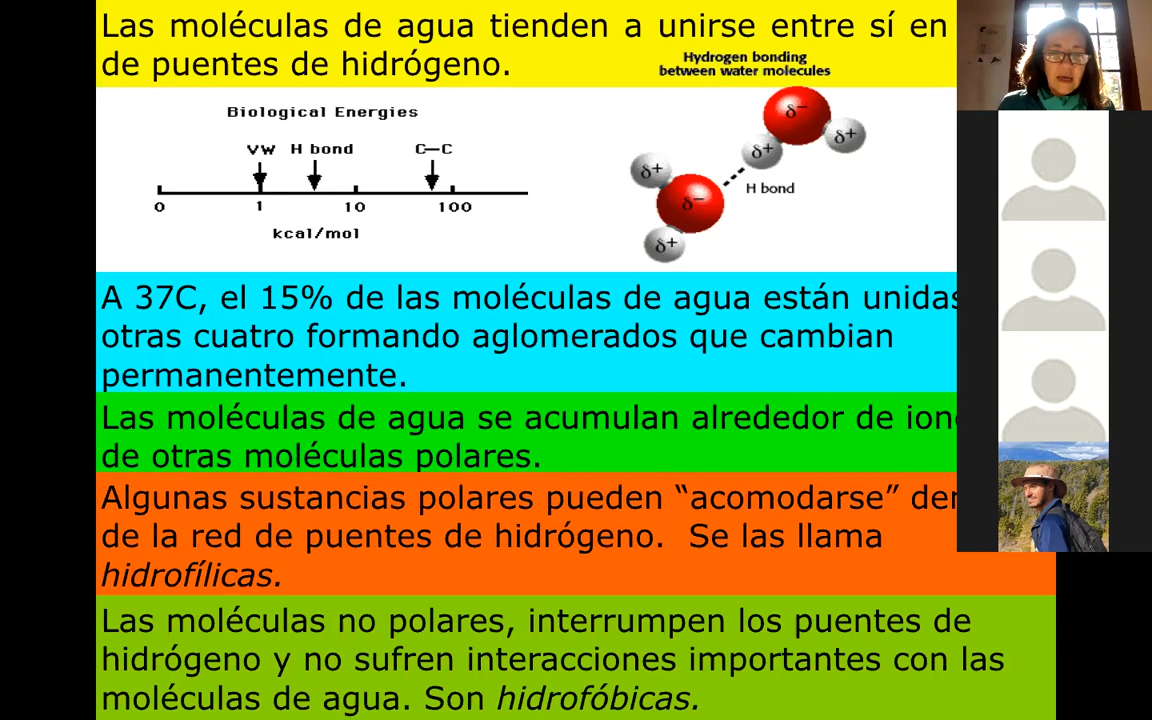 Las moléculas de agua tienden a unirse entre sí en
de puentes de hidrógeno.
Hydrogen bonding
between water molecules
Biological Energies
VW H bond C—C
0 1 10 100
kcal/mol
δ− δ+ δ+
δ+ δ− δ+
H bond
A 37C, el 15% de las moléculas de agua están unidas
otras cuatro formando aglomerados que cambian
permanentemente.
Las moléculas de agua se acumulan alrededor de
de otras moléculas polares.
Algunas sustancias polares pueden “acomodarse”
de la red de puentes de hidrógeno. Se las llama
hidrofílicas.
Las moléculas no polares, interrumpen los puentes de
hidrógeno y no sufren interacciones importantes con las
moléculas de agua. Son hidrofóbicas.